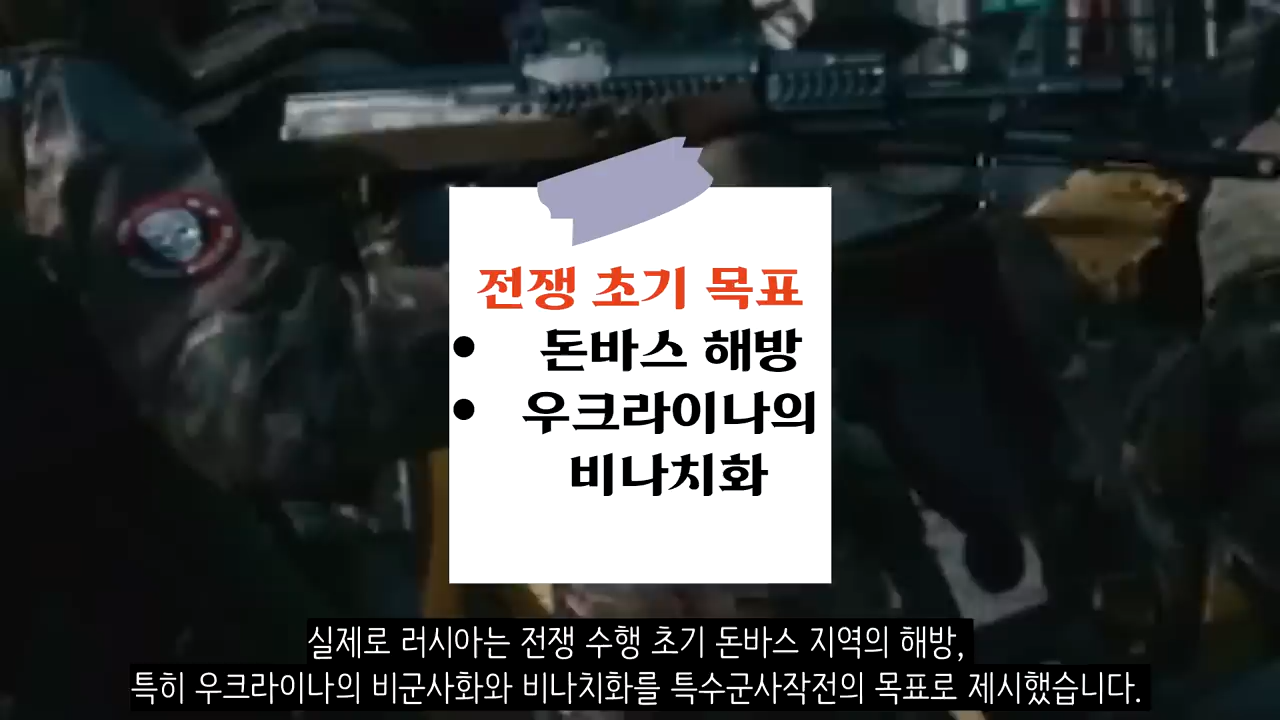 전쟁 초기 목표
• 돈바스 해방
• 우크라이나의
비나치화
실제로 러시아는 전쟁 수행 초기 돈바스 지역의 해방,
특히 우크라이나의 비군사화와 비나치화를 특수군사작전의 목표로 제시했습니다.